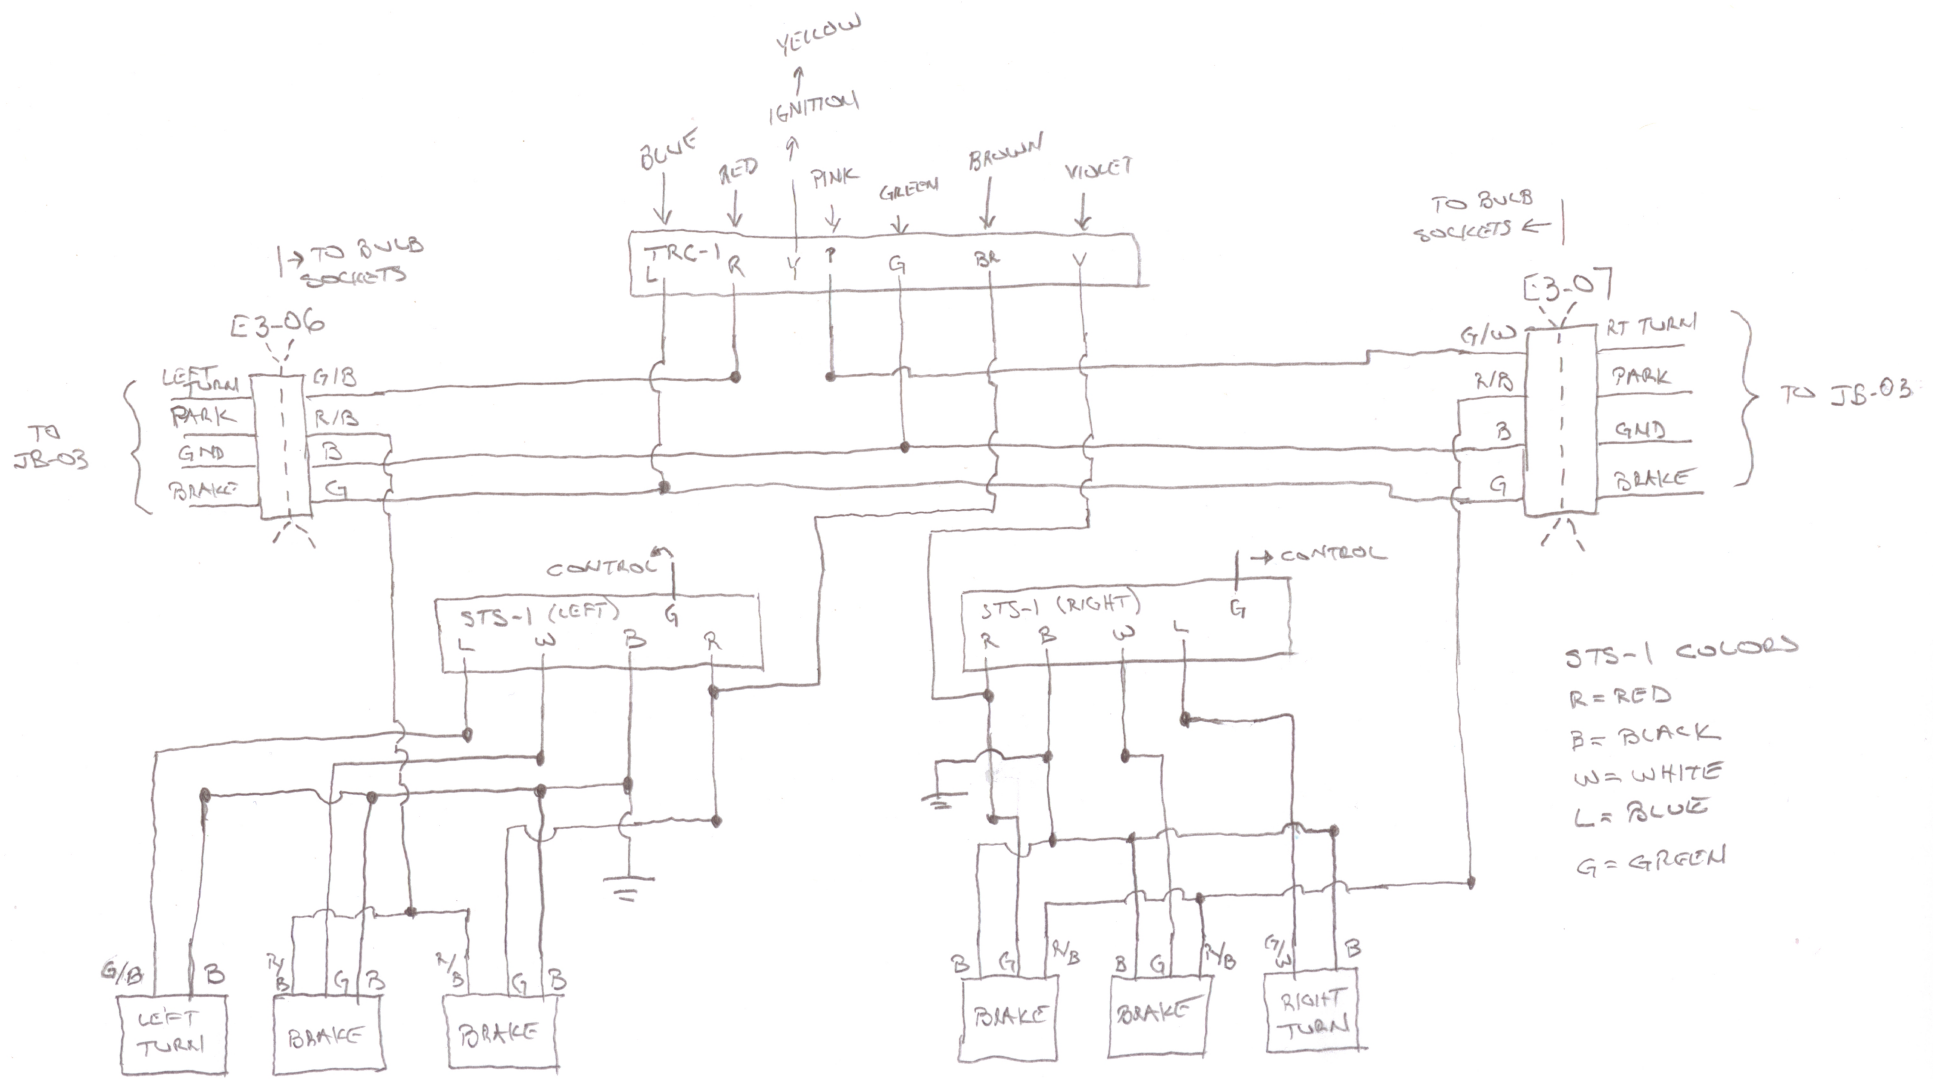 YELLOW
IGNITION
BLUE
RED
PINK
GREEN
BROWN
VIOLET
TRC-1
L
R
Y
P
G
BR
V
TO BULB
SOCKETS
E3-06
LEFT
TURN
PARK
GND
BRAKE
TO
JB-03
G/B
R/B
B
G
TO BULB
SOCKETS
E3-07
G/W
R/B
B
G
RT TURN
PARK
GND
BRAKE
TO JB-03
CONTROL
STS-1 (LEFT)
G
L
W
B
R
CONTROL
STS-1 (RIGHT)
G
R
B
W
L
STS-1 COLORS
R = RED
B = BLACK
W = WHITE
L = BLUE
G = GREEN
G/B
B
LEFT
TURN
R/B
G
B
BRAKE
R/B
G
B
BRAKE
B
G
R/B
BRAKE
B
G
R/B
BRAKE
G/W
B
RIGHT
TURN